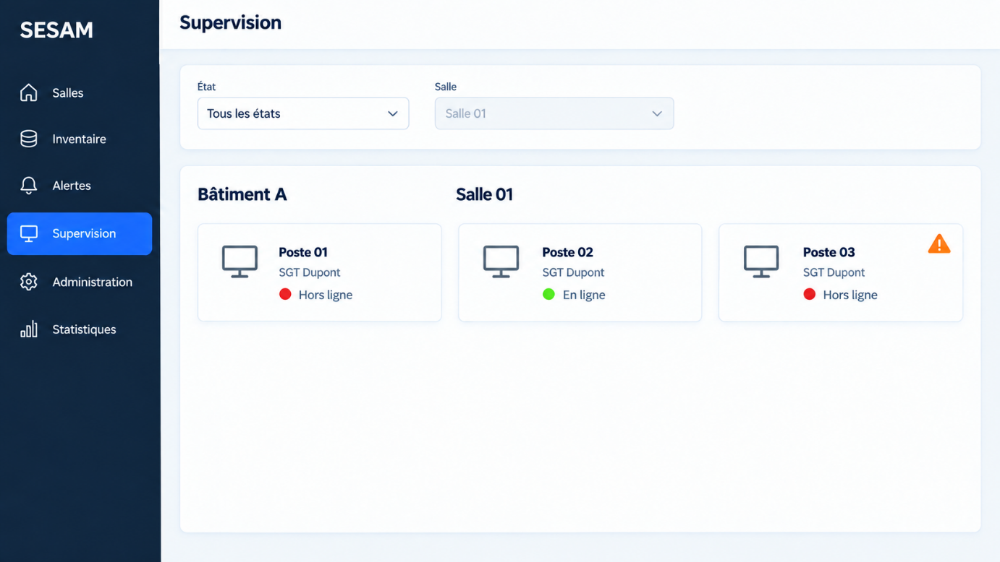 SESAM
Salles
Inventaire
Alertes
Supervision
Administration
Statistiques
Supervision
État
Tous les états
Salle
Salle 01
Bâtiment A
Salle 01
Poste 01
SGT Dupont
Hors ligne
Poste 02
SGT Dupont
En ligne
Poste 03
SGT Dupont
Hors ligne